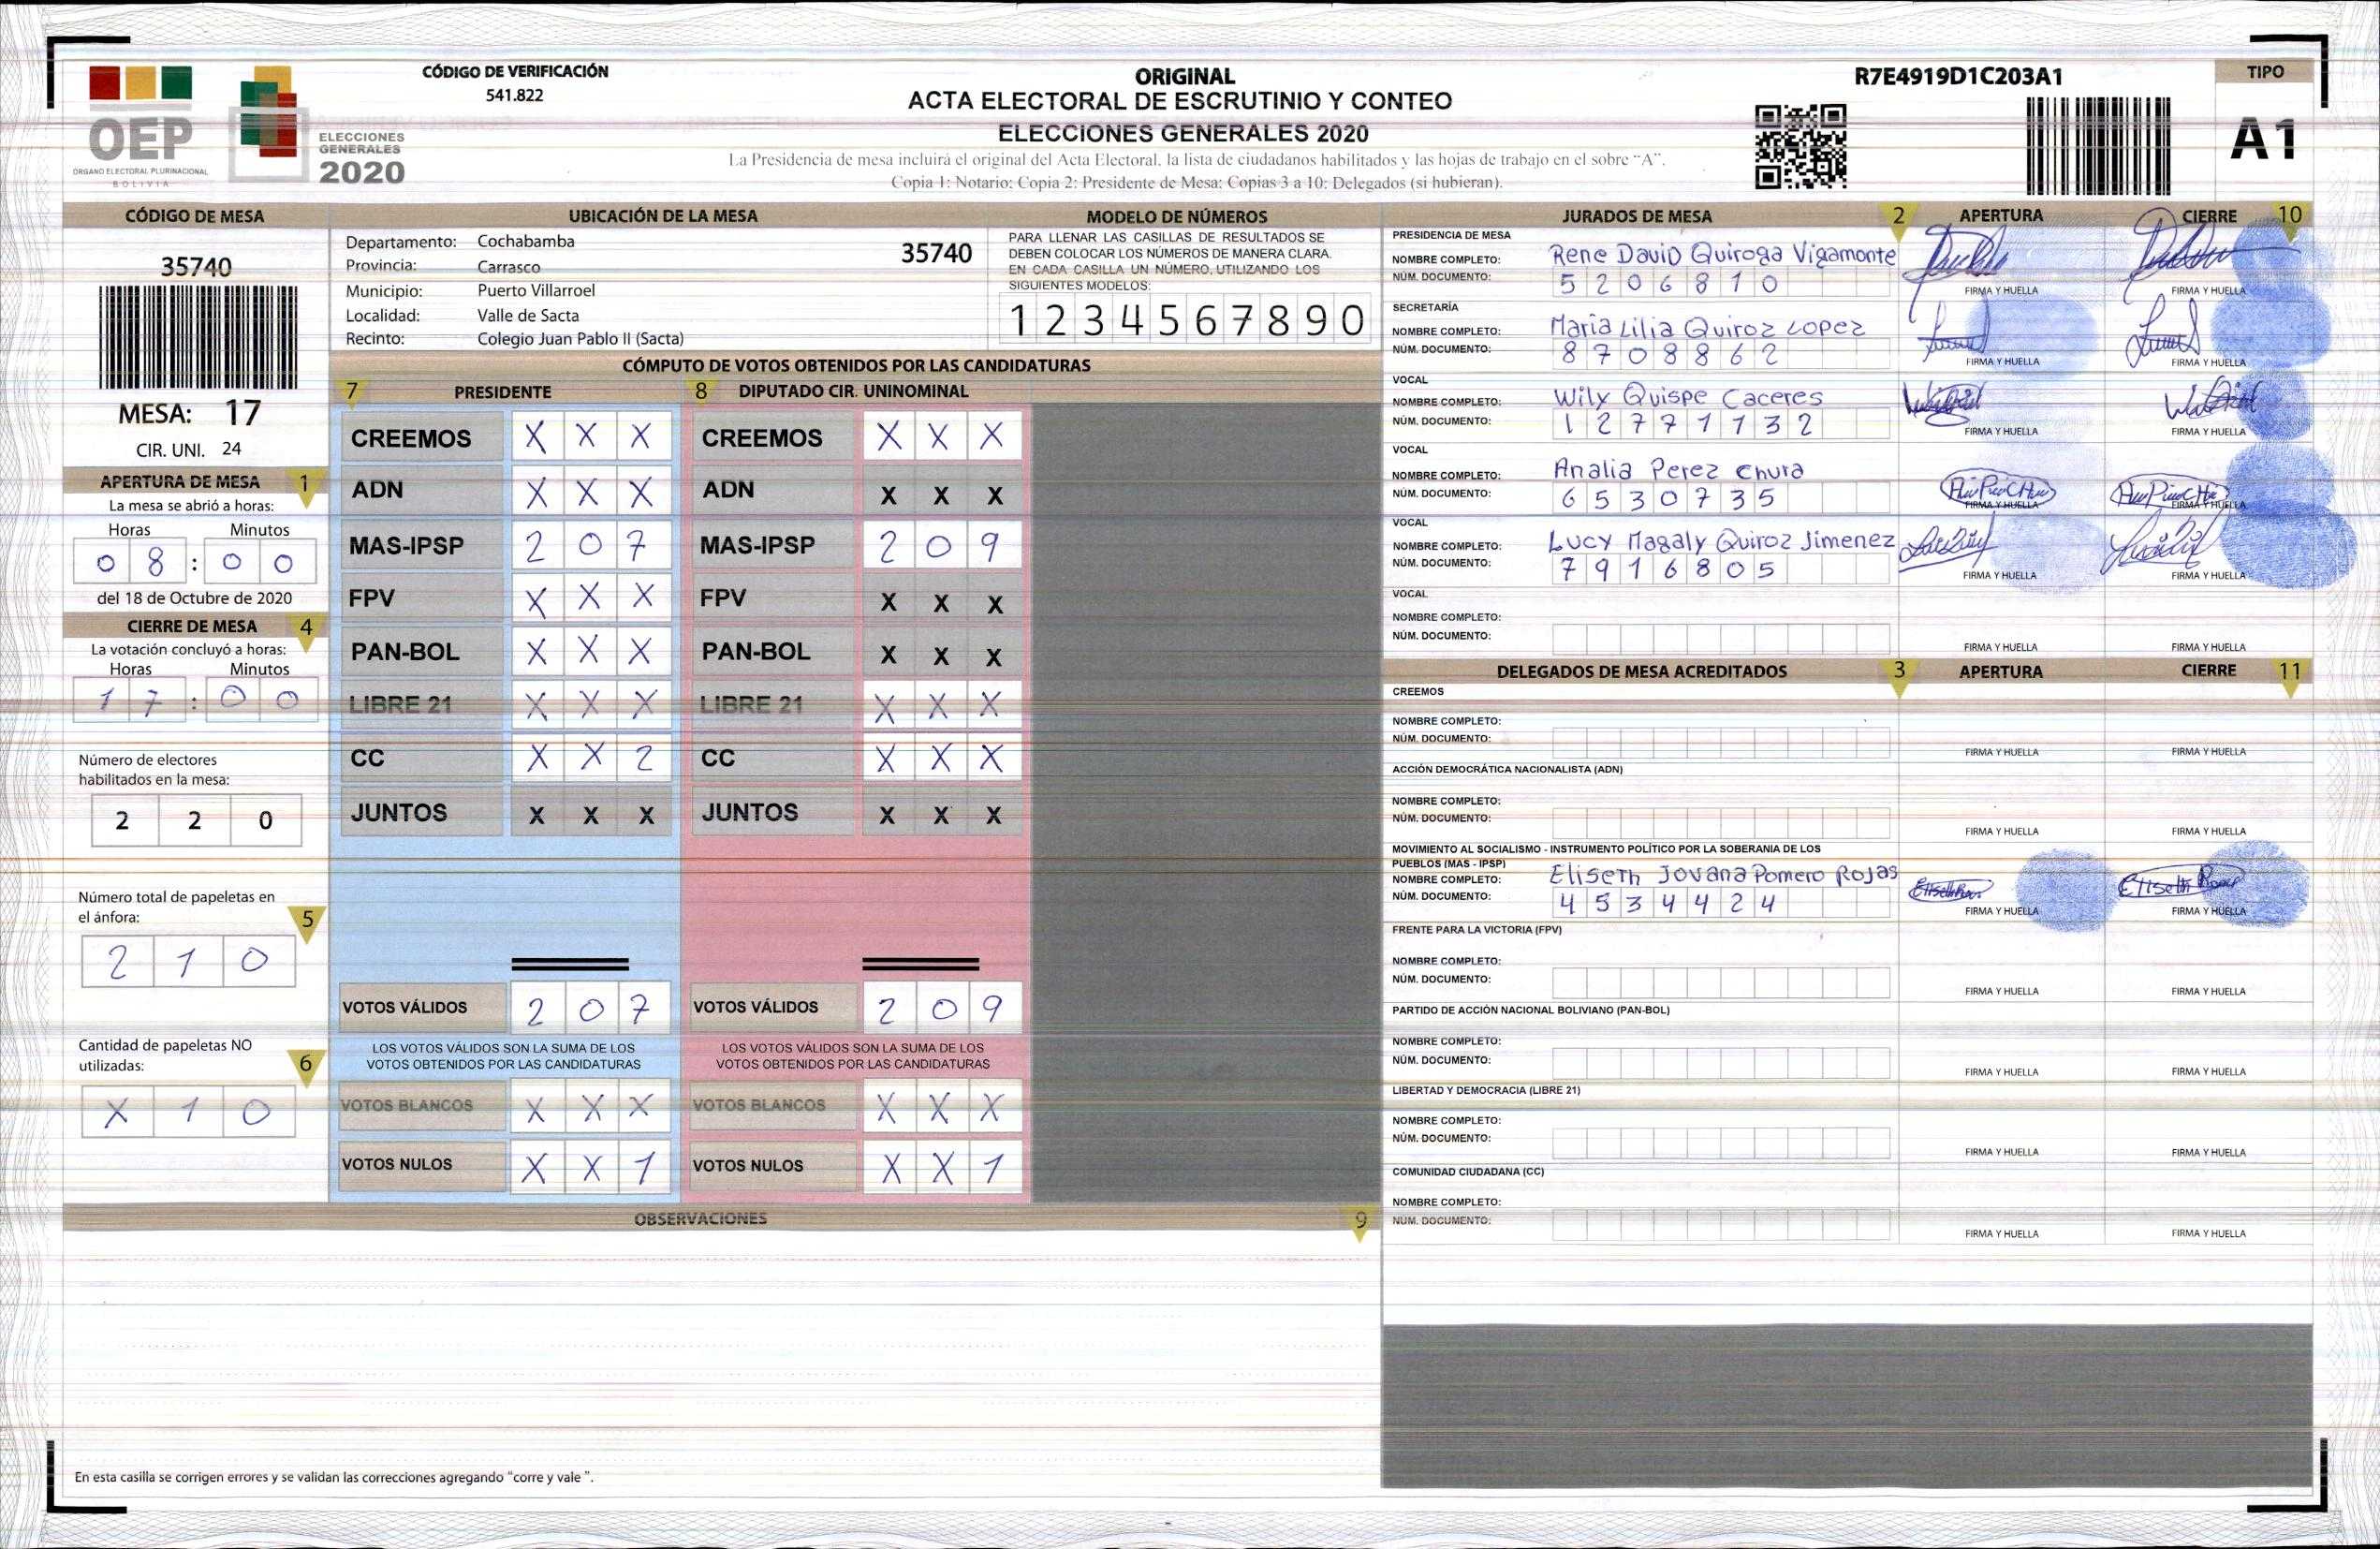 CÓDIGO DE VERIFICACIÓN
541.822
OEP
ORGANO ELECTORAL PLURINACIONAL
BOLIVIA
ELECCIONES
GENERALES
2020
ORIGINAL
ACTA ELECTORAL DE ESCRUTINIO Y CONTEO
ELECCIONES GENERALES 2020
La Presidencia de mesa incluirá el original del Acta Electoral, la lista de ciudadanos habilitados y las hojas de trabajo en el sobre “A”.
Copia 1: Notario; Copia 2: Presidente de Mesa; Copias 3 a 10: Delegados (si hubieran).
R7E4919D1C203A1
TIPO
A1
CÓDIGO DE MESA
35740
MESA: 17
CIR. UNI. 24
APERTURA DE MESA 1
La mesa se abrió a horas:
Horas Minutos
0 8 : 0 0
del 18 de Octubre de 2020
CIERRE DE MESA 4
La votación concluyó a horas:
Horas Minutos
1 7 : 0 0
Número de electores
habilitados en la mesa:
2 2 0
Número total de papeletas en
el ánfora: 5
2 1 0
Cantidad de papeletas NO
utilizadas: 6
X 1 0
UBICACIÓN DE LA MESA
Departamento: Cochabamba 35740
Provincia: Carrasco
Municipio: Puerto Villarroel
Localidad: Valle de Sacta
Recinto: Colegio Juan Pablo II (Sacta)
MODELO DE NÚMEROS
PARA LLENAR LAS CASILLAS DE RESULTADOS SE
DEBEN COLOCAR LOS NÚMEROS DE MANERA CLARA.
EN CADA CASILLA UN NÚMERO, UTILIZANDO LOS
SIGUIENTES MODELOS:
1 2 3 4 5 6 7 8 9 0
CÓMPUTO DE VOTOS OBTENIDOS POR LAS CANDIDATURAS
7 PRESIDENTE 8 DIPUTADO CIR. UNINOMINAL
CREEMOS X X X CREEMOS X X X
ADN X X X ADN X X X
MAS-IPSP 2 0 7 MAS-IPSP 2 0 9
FPV X X X FPV X X X
PAN-BOL X X X PAN-BOL X X X
LIBRE 21 X X X LIBRE 21 X X X
CC X X 2 CC X X X
JUNTOS X X X JUNTOS X X X
VOTOS VÁLIDOS 2 0 7 VOTOS VÁLIDOS 2 0 9
LOS VOTOS VÁLIDOS SON LA SUMA DE LOS LOS VOTOS VÁLIDOS SON LA SUMA DE LOS
VOTOS OBTENIDOS POR LAS CANDIDATURAS VOTOS OBTENIDOS POR LAS CANDIDATURAS
VOTOS BLANCOS X X X VOTOS BLANCOS X X X
VOTOS NULOS X X 1 VOTOS NULOS X X 1
OBSERVACIONES 9
En esta casilla se corrigen errores y se validan las correcciones agregando “corre y vale ”.
JURADOS DE MESA 2 APERTURA CIERRE 10
PRESIDENCIA DE MESA
NOMBRE COMPLETO: Rene David Quiroga Vigamonte
NÚM. DOCUMENTO: 5 2 0 6 8 1 0
FIRMA Y HUELLA FIRMA Y HUELLA
SECRETARÍA
NOMBRE COMPLETO: Maria Lilia Quiroz Lopez
NÚM. DOCUMENTO: 8 7 0 8 8 6 2
FIRMA Y HUELLA FIRMA Y HUELLA
VOCAL
NOMBRE COMPLETO: Wily Quispe Caceres
NÚM. DOCUMENTO: 1 2 7 7 1 1 3 2
FIRMA Y HUELLA FIRMA Y HUELLA
VOCAL
NOMBRE COMPLETO: Analia Perez Chura
NÚM. DOCUMENTO: 6 5 3 0 7 3 5
FIRMA Y HUELLA FIRMA Y HUELLA
VOCAL
NOMBRE COMPLETO: Lucy Magaly Quiroz Jimenez
NÚM. DOCUMENTO: 7 9 1 6 8 0 5
FIRMA Y HUELLA FIRMA Y HUELLA
VOCAL
NOMBRE COMPLETO:
NÚM. DOCUMENTO:
FIRMA Y HUELLA FIRMA Y HUELLA
DELEGADOS DE MESA ACREDITADOS 3 APERTURA CIERRE 11
CREEMOS
NOMBRE COMPLETO:
NÚM. DOCUMENTO:
FIRMA Y HUELLA FIRMA Y HUELLA
ACCIÓN DEMOCRÁTICA NACIONALISTA (ADN)
NOMBRE COMPLETO:
NÚM. DOCUMENTO:
FIRMA Y HUELLA FIRMA Y HUELLA
MOVIMIENTO AL SOCIALISMO - INSTRUMENTO POLÍTICO POR LA SOBERANIA DE LOS
PUEBLOS (MAS - IPSP)
NOMBRE COMPLETO: Eliseth Jovana Pomero Rojas
NÚM. DOCUMENTO: 4 5 3 4 4 2 4
FIRMA Y HUELLA FIRMA Y HUELLA
FRENTE PARA LA VICTORIA (FPV)
NOMBRE COMPLETO:
NÚM. DOCUMENTO:
FIRMA Y HUELLA FIRMA Y HUELLA
PARTIDO DE ACCIÓN NACIONAL BOLIVIANO (PAN-BOL)
NOMBRE COMPLETO:
NÚM. DOCUMENTO:
FIRMA Y HUELLA FIRMA Y HUELLA
LIBERTAD Y DEMOCRACIA (LIBRE 21)
NOMBRE COMPLETO:
NÚM. DOCUMENTO:
FIRMA Y HUELLA FIRMA Y HUELLA
COMUNIDAD CIUDADANA (CC)
NOMBRE COMPLETO:
NÚM. DOCUMENTO:
FIRMA Y HUELLA FIRMA Y HUELLA